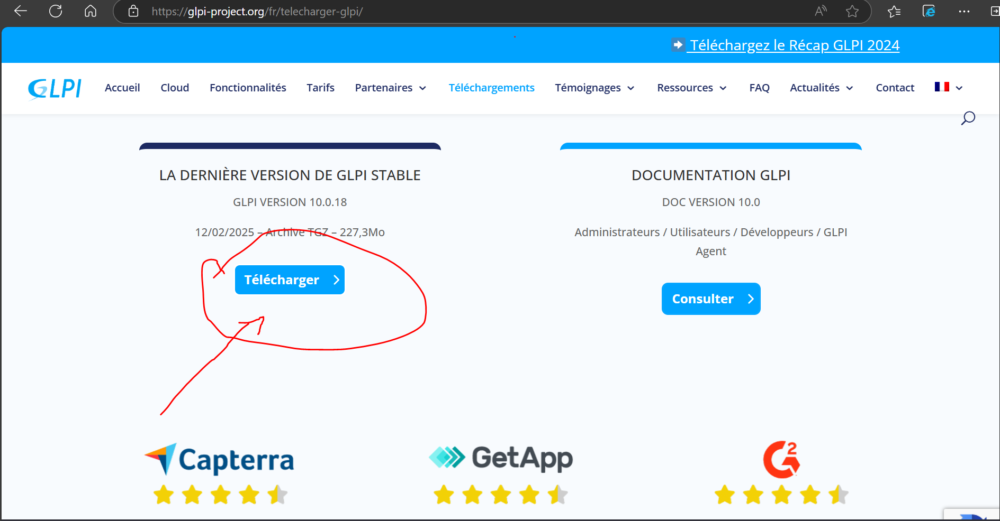 https://glpi-project.org/fr/telecharger-glpi/
Téléchargez le Récap GLPI 2024
GLPI
Accueil Cloud Fonctionnalités Tarifs Partenaires Téléchargements Témoignages Ressources FAQ Actualités Contact
LA DERNIÈRE VERSION DE GLPI STABLE
GLPI VERSION 10.0.18
12/02/2025 – Archive TGZ – 227,3Mo
Télécharger
DOCUMENTATION GLPI
DOC VERSION 10.0
Administrateurs / Utilisateurs / Développeurs / GLPI
Agent
Consulter
Capterra
GetApp
G2